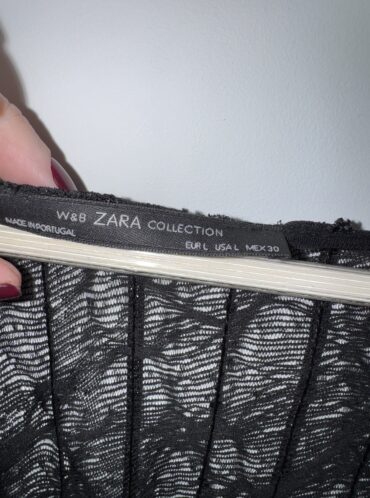 W&B ZARA COLLECTION
MADE IN PORTUGAL
EUR L USA L MEX 30